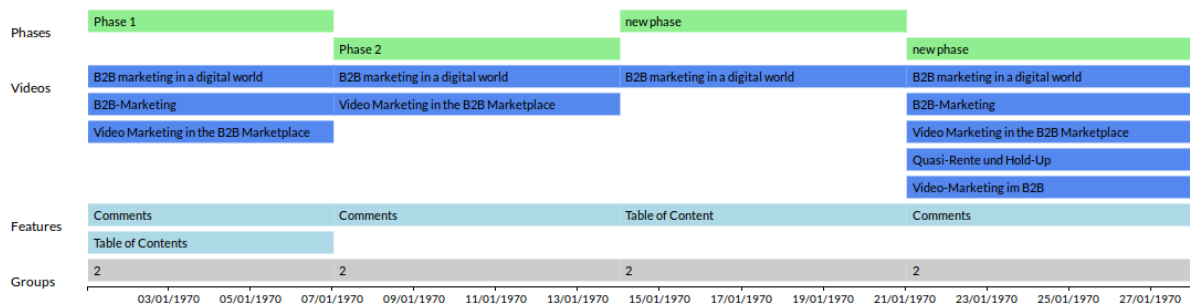 Phases
Phase 1
new phase
Phase 2
new phase
Videos
B2B marketing in a digital world
B2B marketing in a digital world
B2B marketing in a digital world
B2B marketing in a digital world
B2B-Marketing
Video Marketing in the B2B Marketplace
B2B-Marketing
Video Marketing in the B2B Marketplace
Video Marketing in the B2B Marketplace
Quasi-Rente und Hold-Up
Video-Marketing im B2B
Features
Comments
Comments
Table of Content
Comments
Table of Contents
Groups
2
2
2
2
03/01/1970
05/01/1970
07/01/1970
09/01/1970
11/01/1970
13/01/1970
15/01/1970
17/01/1970
19/01/1970
21/01/1970
23/01/1970
25/01/1970
27/01/1970